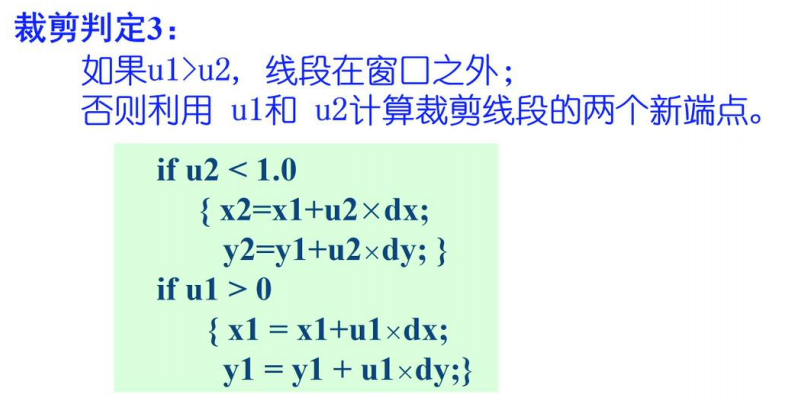 裁剪判定3：
如果u1>u2, 线段在窗口之外；
否则利用 u1和 u2计算裁剪线段的两个新端点。
if u2 < 1.0
{ x2=x1+u2×dx;
y2=y1+u2×dy; }
if u1 > 0
{ x1 = x1+u1×dx;
y1 = y1 + u1×dy;}